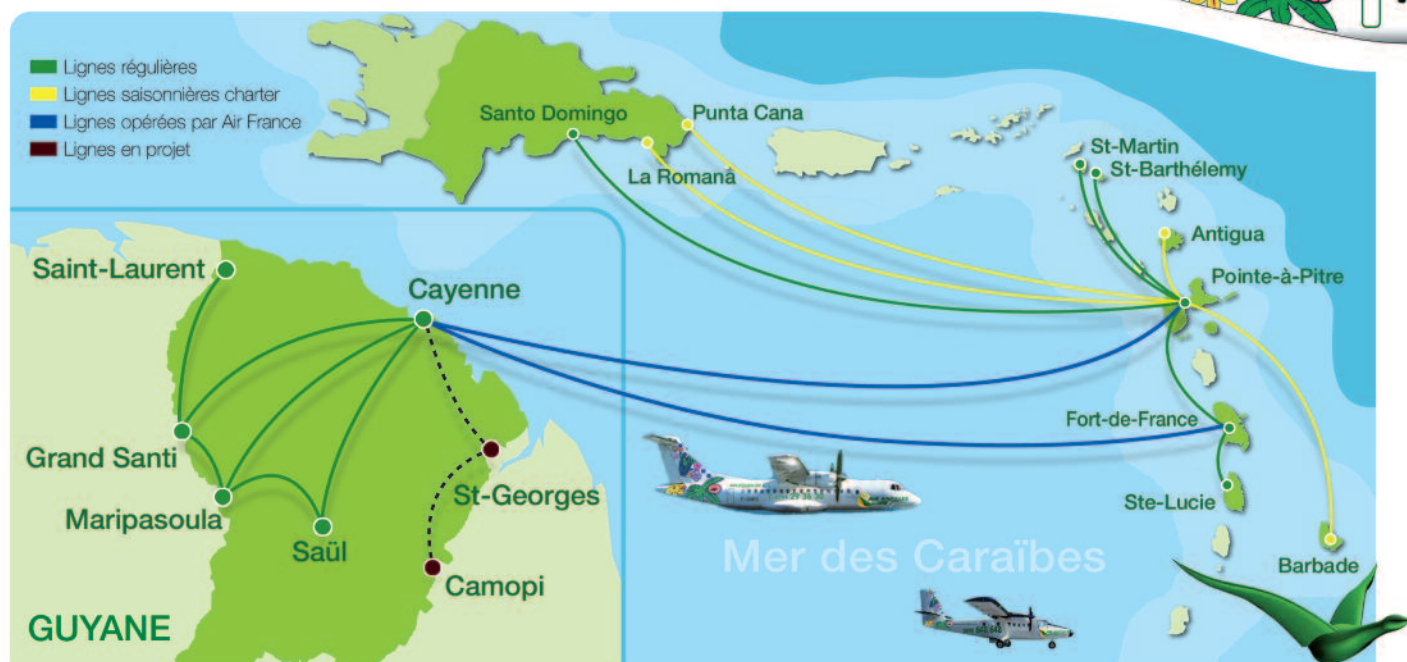 Lignes régulières
Lignes saisonnières charter
Lignes opérées par Air France
Lignes en projet
Santo Domingo
Punta Cana
La Romana
St-Martin
St-Barthélemy
Antigua
Pointe-à-Pitre
Saint-Laurent
Cayenne
Fort-de-France
Grand Santi
St-Georges
Maripasoula
Ste-Lucie
Saül
Mer des Caraïbes
Barbade
Camopi
GUYANE